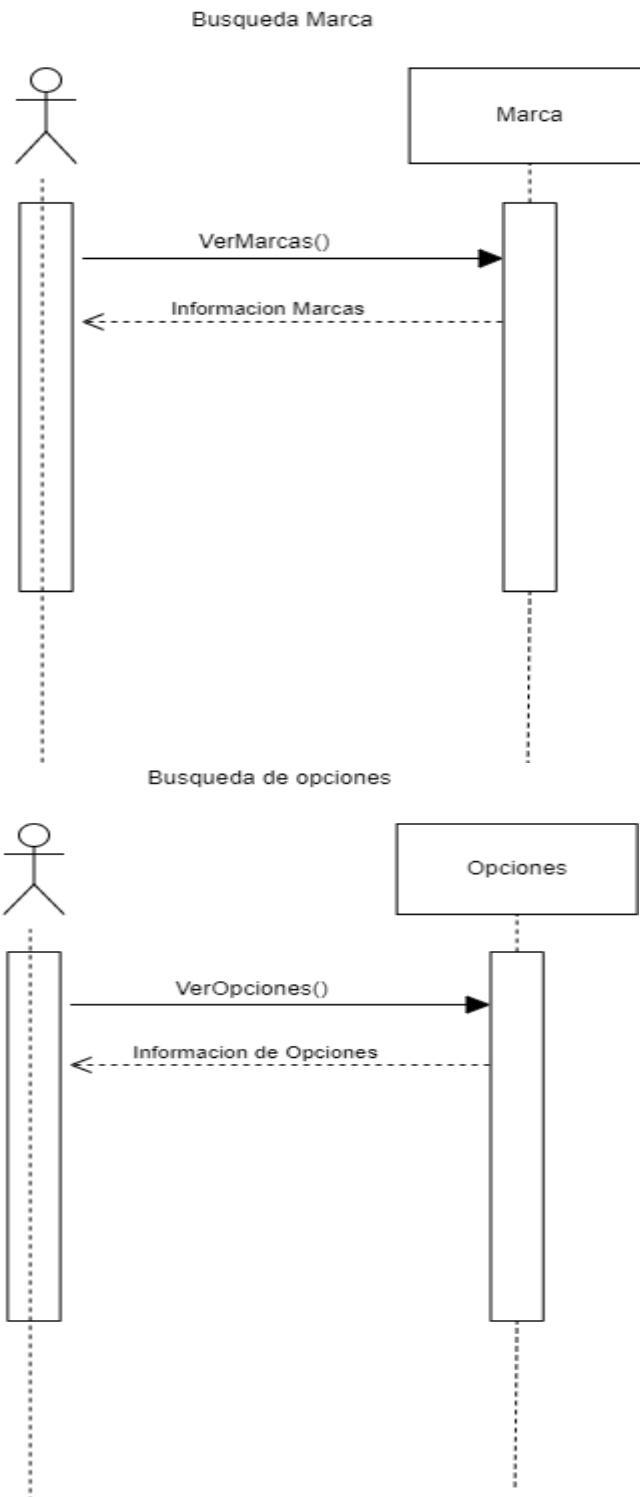 Busqueda Marca
Marca
VerMarcas()
Informacion Marcas
Busqueda de opciones
Opciones
VerOpciones()
Informacion de Opciones